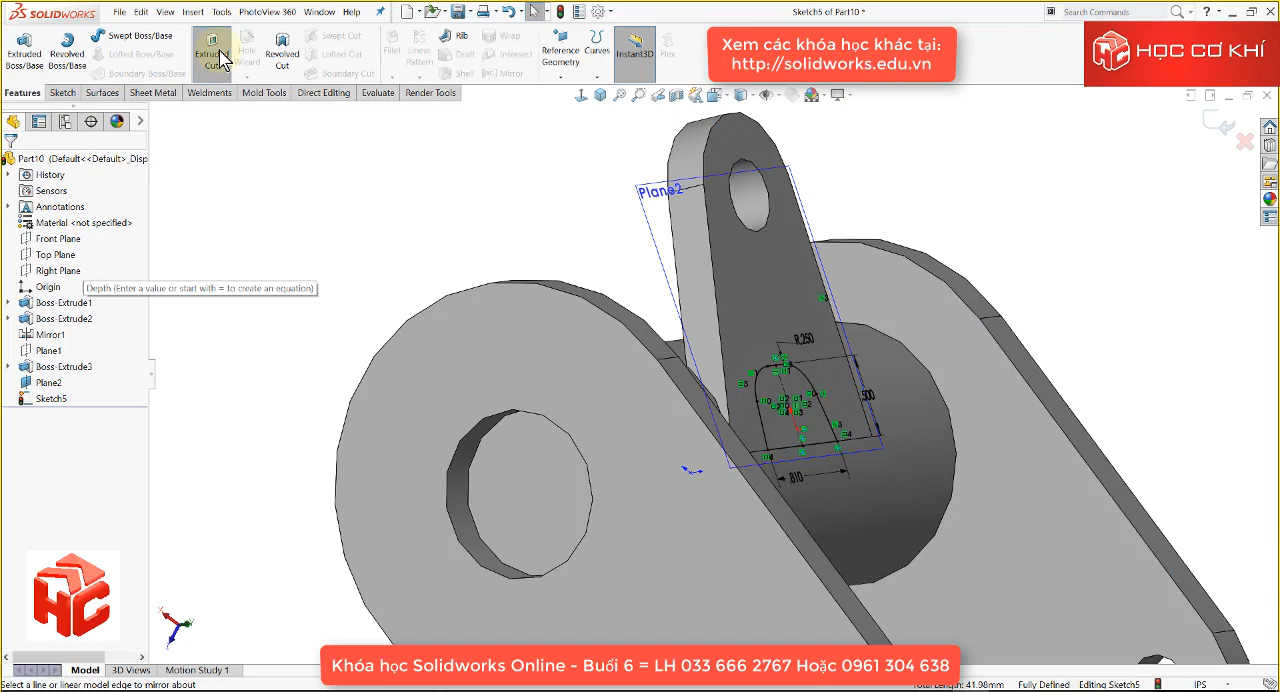 SOLIDWORKS
File Edit View Insert Tools PhotoView 360 Window Help
Sketch5 of Part10 *
Search Commands
Extruded Boss/Base
Revolved Boss/Base
Swept Boss/Base
Lofted Boss/Base
Boundary Boss/Base
Extruded Cut
Hole Wizard
Revolved Cut
Swept Cut
Lofted Cut
Boundary Cut
Fillet
Linear Pattern
Rib
Draft
Shell
Wrap
Intersect
Mirror
Reference Geometry
Curves
Instant3D
Flex
Xem các khóa học khác tại:
http://solidworks.edu.vn
HỌC CƠ KHÍ
Features Sketch Surfaces Sheet Metal Weldments Mold Tools Direct Editing Evaluate Render Tools
Part10 (Default<<Default>_Disp
History
Sensors
Annotations
Material <not specified>
Front Plane
Top Plane
Right Plane
Origin
Depth (Enter a value or start with = to create an equation)
Boss-Extrude1
Boss-Extrude2
Mirror1
Plane1
Boss-Extrude3
Plane2
Sketch5
Plane2
R.250
.500
.810
HC
Khóa học Solidworks Online - Buổi 6 = LH 033 666 2767 Hoặc 0961 304 638
Model 3D Views Motion Study 1
Select a line or linear model edge to mirror about
Total Length: 41.98mm Fully Defined Editing Sketch5 IPS